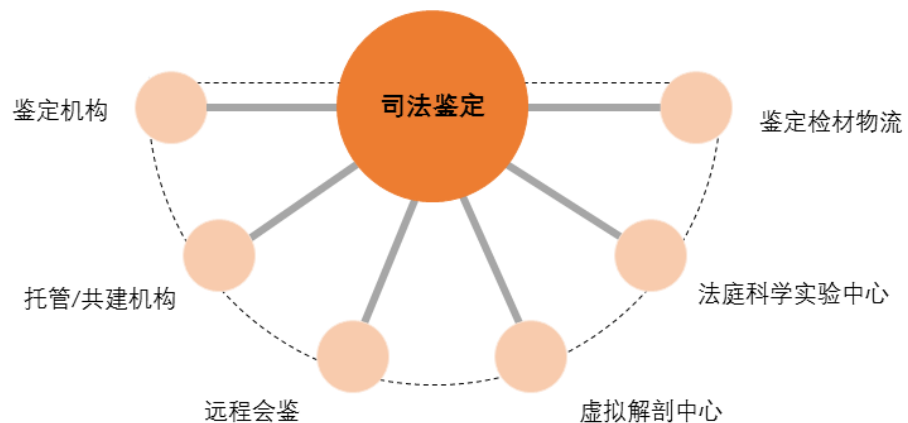 司法鉴定
鉴定机构
鉴定检材物流
托管/共建机构
法庭科学实验中心
远程会鉴
虚拟解剖中心